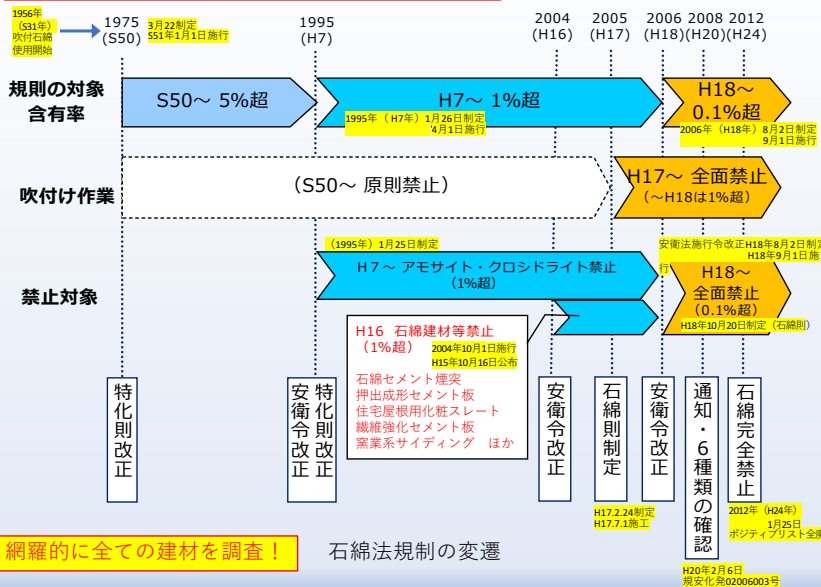 1956年
（S31年）
吹付石綿
使用開始
1975
(S50)
3月22制定
S51年1月1日施行
1995
(H7)
2004
(H16)
2005
(H17)
2006
(H18)
2008
(H20)
2012
(H24)
規則の対象
含有率
S50～ 5%超
H7～ 1%超
1995年（H7年）1月26日制定
'4月1日施行
H18～
0.1%超
2006年（H18年）8月2日制定
9月1日施行
吹付け作業
（S50～ 原則禁止）
H17～ 全面禁止
（～H18は1%超）
禁止対象
（1995年）1月25日制定
H７～ アモサイト・クロシドライト禁止
（1%超）
安衛法施行令改正H18年8月2日制定
H18年9月1日施
行
H18～
全面禁止
（0.1%超）
H18年10月20日制定（石綿則）
H16 石綿建材等禁止
（1%超）
2004年10月1日施行
H15年10月16日公布
石綿セメント煙突
押出成形セメント板
住宅屋根用化粧スレート
繊維強化セメント板
窯業系サイディング ほか
特化則改正
特化則改正
安衛令改正
安衛令改正
石綿則制定
H17.2.24制定
H17.7.1施工
安衛令改正
通知・６種類の確認
H20年2月6日
規安化発02006003号
石綿完全禁止
2012年（H24年）
1月25日
ポジティブリスト全廃
網羅的に全ての建材を調査！
石綿法規制の変遷